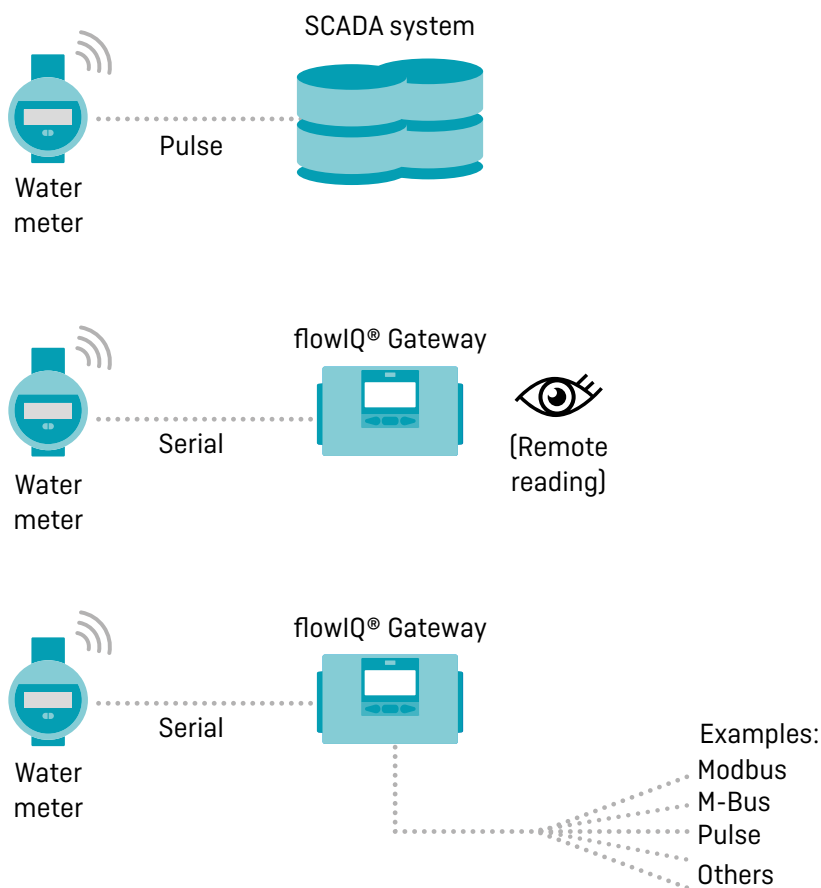 SCADA system
Pulse
Water
meter
flowIQ® Gateway
Serial
(Remote
reading)
Water
meter
flowIQ® Gateway
Serial
Water
meter
Examples:
Modbus
M-Bus
Pulse
Others